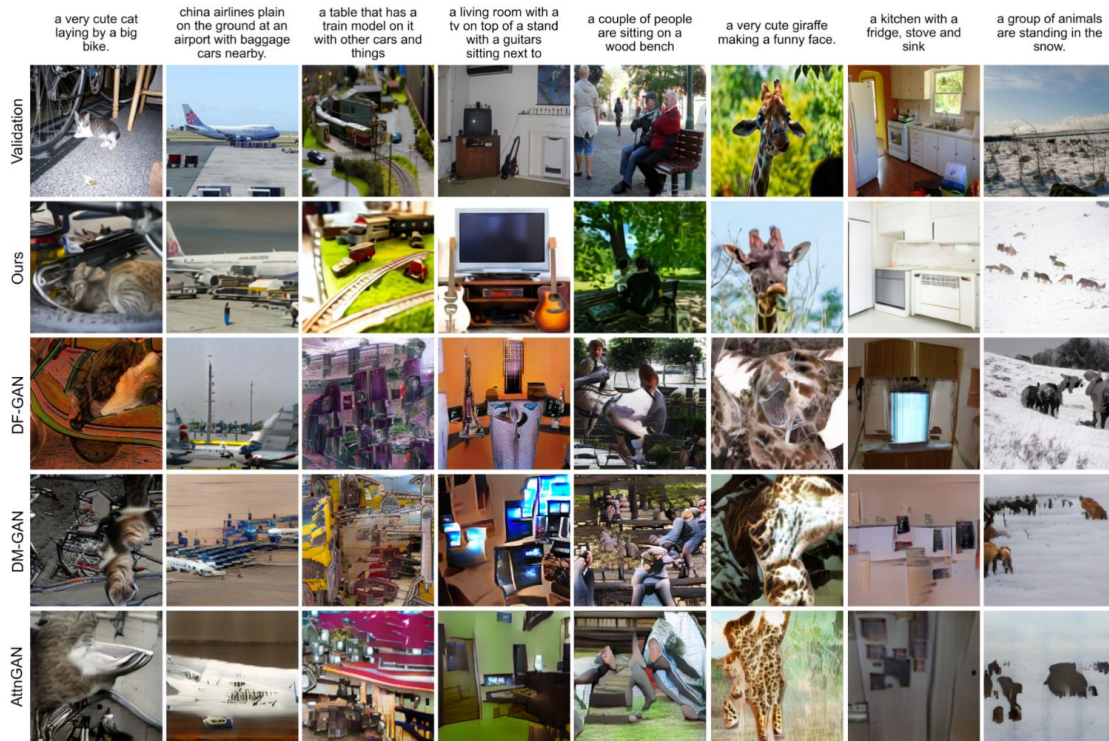 a very cute cat
laying by a big
bike.
china airlines plain
on the ground at an
airport with baggage
cars nearby.
a table that has a
train model on it
with other cars and
things
a living room with a
tv on top of a stand
with a guitars
sitting next to
a couple of people
are sitting on a
wood bench
a very cute giraffe
making a funny face.
a kitchen with a
fridge, stove and
sink
a group of animals
are standing in the
snow.
Validation
Ours
DF-GAN
DM-GAN
AttnGAN